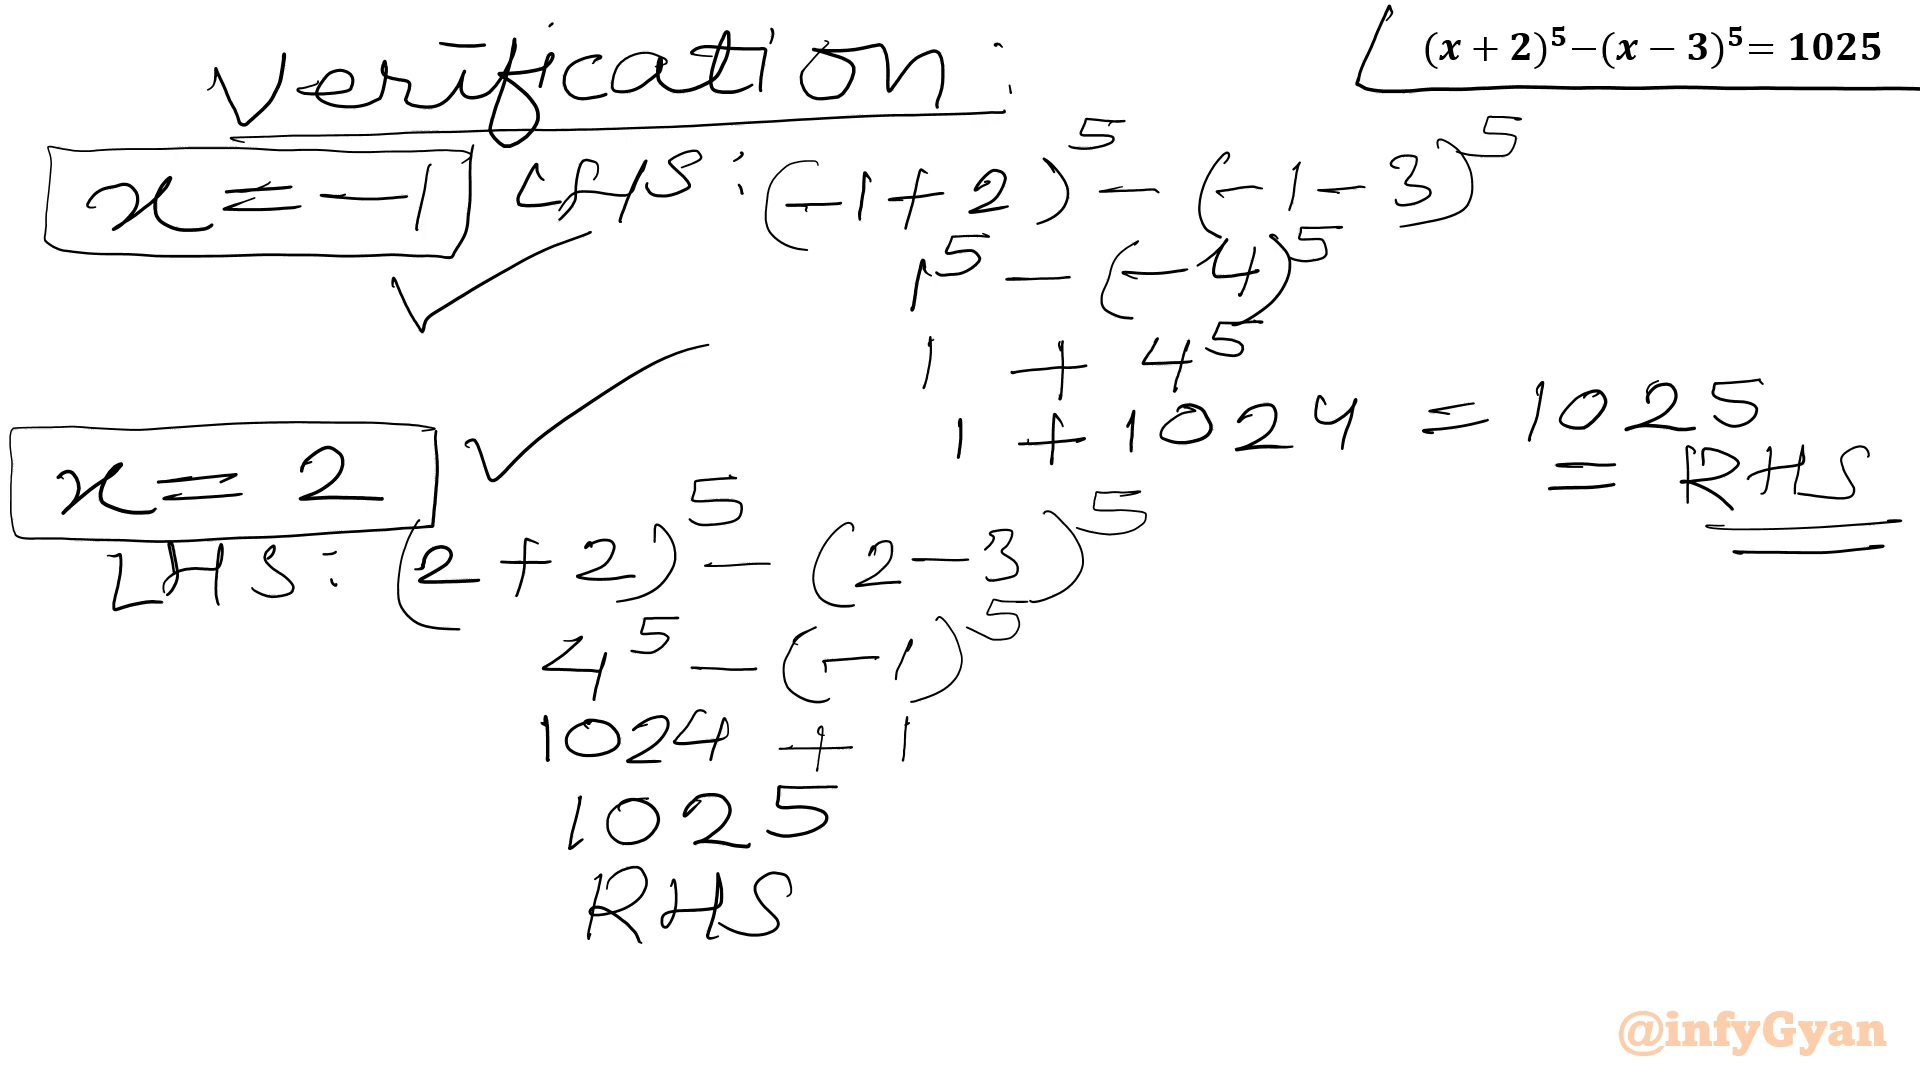 Verification:
(x + 2)⁵−(x − 3)⁵= 1025
x = -1 LHS: (-1+2)⁵ - (-1-3)⁵
1⁵ - (-4)⁵
1 + 4⁵
1 + 1024 = 1025
= RHS
x = 2
LHS: (2+2)⁵ - (2-3)⁵
4⁵ - (-1)⁵
1024 + 1
1025
RHS
@infyGyan